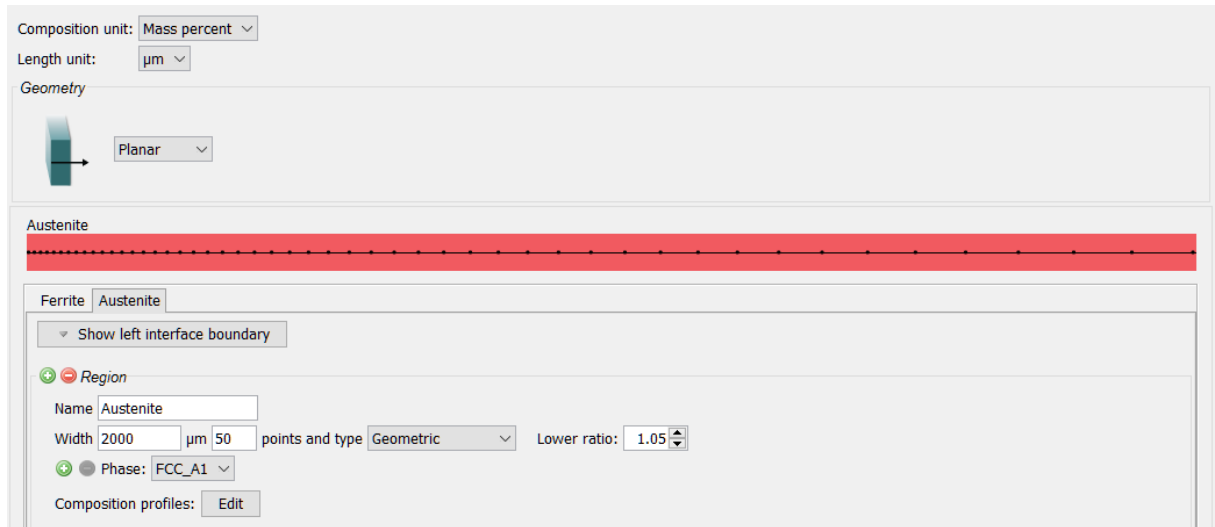 Composition unit: Mass percent
Length unit: µm
Geometry
Planar
Austenite
Ferrite Austenite
Show left interface boundary
Region
Name Austenite
Width 2000 µm 50 points and type Geometric Lower ratio: 1.05
Phase: FCC_A1
Composition profiles: Edit